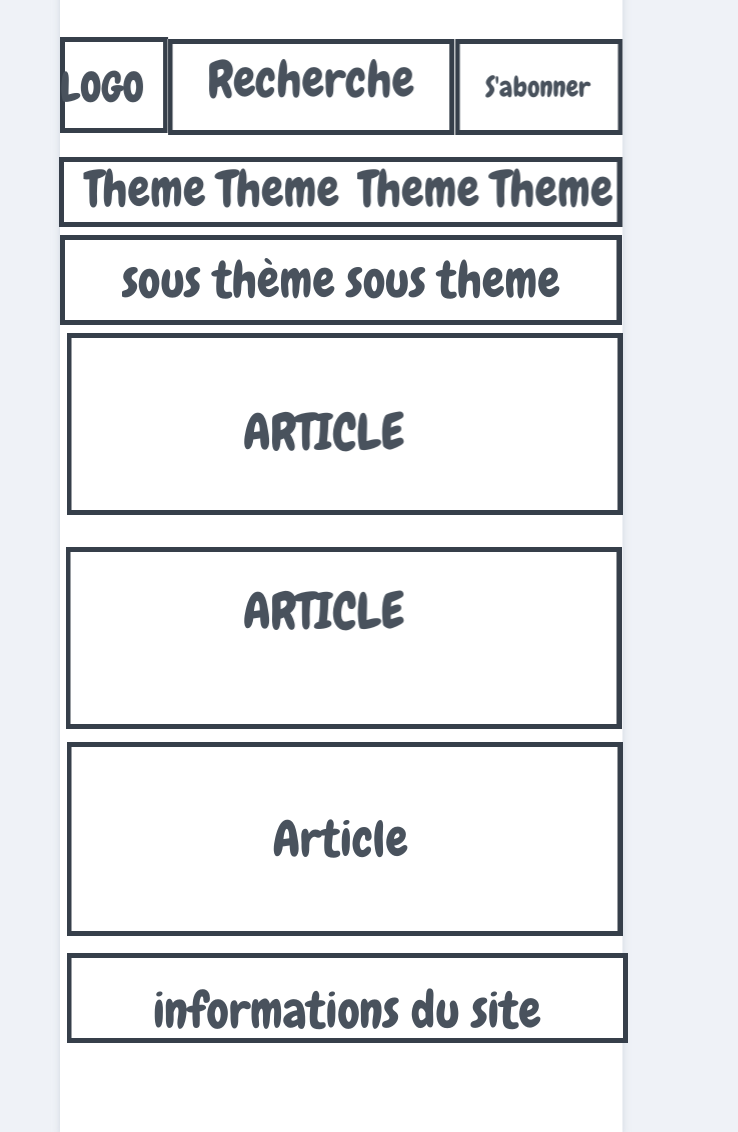 LOGO Recherche S'abonner
Theme Theme Theme Theme
sous thème sous theme
ARTICLE
ARTICLE
Article
informations du site